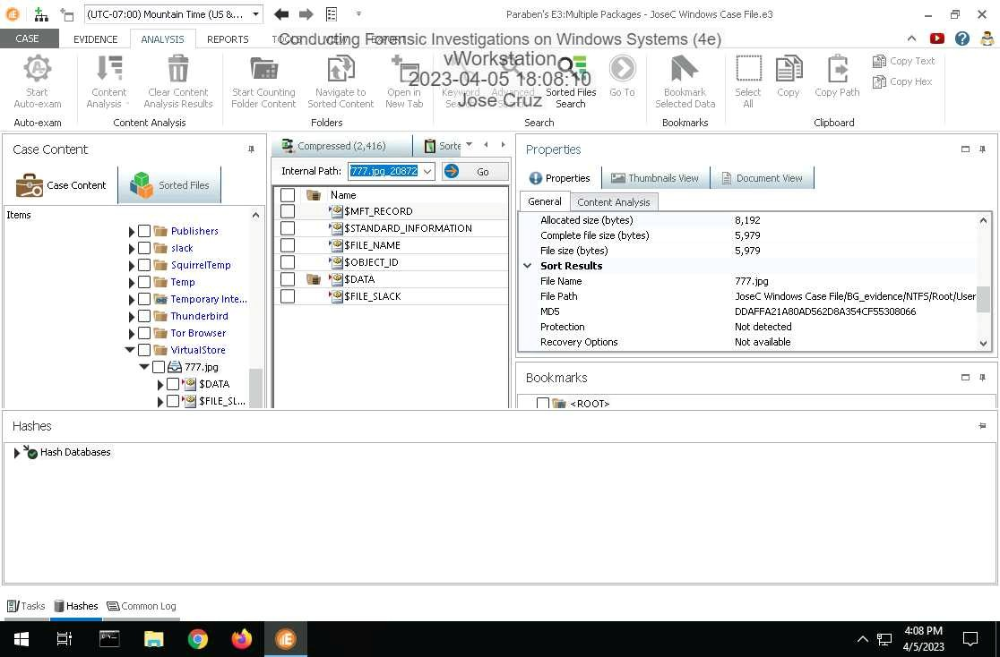 (UTC-07:00) Mountain Time (US &...
Paraben's E3:Multiple Packages - JoseC Windows Case File.e3
CASE EVIDENCE ANALYSIS REPORTS
Conducting Forensic Investigations on Windows Systems (4e)
vWorkstation
2023-04-05 18:08:10
Jose Cruz
Start Auto-exam
Content Analysis
Clear Content Analysis Results
Start Counting Folder Content
Navigate to Sorted Content
Open in New Tab
Keyword Search
Advanced Search
Sorted Files Search
Go To
Bookmark Selected Data
Select All
Copy
Copy Path
Copy Text
Copy Hex
Auto-exam Content Analysis Folders Search Bookmarks Clipboard
Case Content
Case Content Sorted Files
Items
Publishers
slack
SquirrelTemp
Temp
Temporary Inte...
Thunderbird
Tor Browser
VirtualStore
777.jpg
$DATA
$FILE_SL...
Compressed (2,416) Sorte
Internal Path: 777.jpg_20872 Go
Name
$MFT_RECORD
$STANDARD_INFORMATION
$FILE_NAME
$OBJECT_ID
$DATA
$FILE_SLACK
Properties
Properties Thumbnails View Document View
General Content Analysis
Allocated size (bytes) 8,192
Complete file size (bytes) 5,979
File size (bytes) 5,979
Sort Results
File Name 777.jpg
File Path JoseC Windows Case File/BG_evidence/NTFS/Root/User
MD5 DDAFFA21A80AD562D8A354CF55308066
Protection Not detected
Recovery Options Not available
Bookmarks
<ROOT>
Hashes
Hash Databases
Tasks Hashes Common Log
4:08 PM
4/5/2023